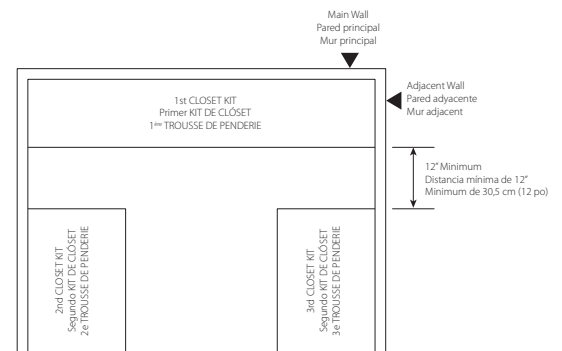 Main Wall
Pared principal
Mur principal
Adjacent Wall
Pared adyacente
Mur adjacent
1st CLOSET KIT
Primer KIT DE CLÓSET
1ère TROUSSE DE PENDERIE
12" Minimum
Distancia mínima de 12"
Minimum de 30,5 cm (12 po)
2nd CLOSET KIT
Segundo KIT DE CLÓSET
2e TROUSSE DE PENDERIE
3rd CLOSET KIT
Segundo KIT DE CLÓSET
3e TROUSSE DE PENDERIE